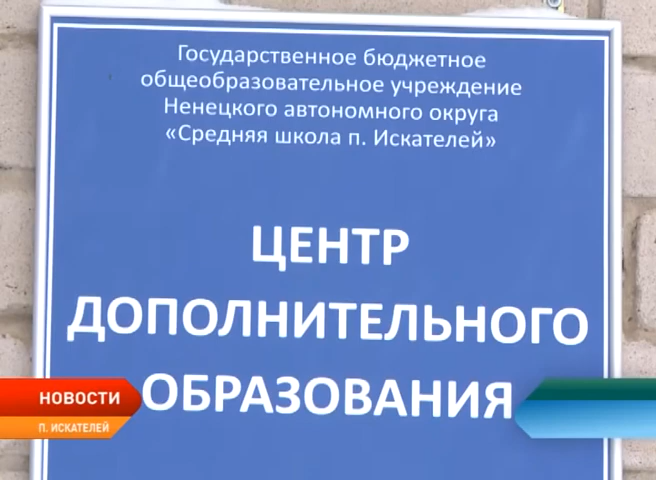 Государственное бюджетное
общеобразовательное учреждение
Ненецкого автономного округа
«Средняя школа п. Искателей»
ЦЕНТР
ДОПОЛНИТЕЛЬНОГО
ОБРАЗОВАНИЯ
НОВОСТИ
П. ИСКАТЕЛЕЙ